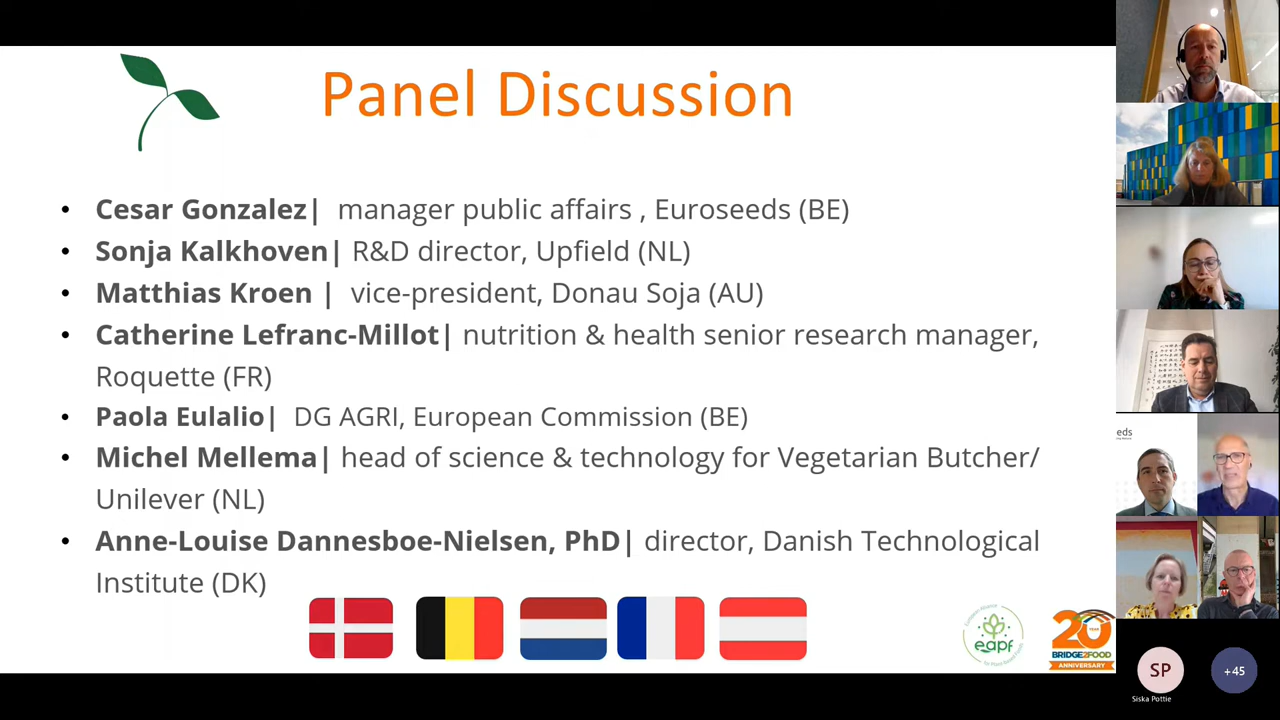 Panel Discussion
• Cesar Gonzalez| manager public affairs , Euroseeds (BE)
• Sonja Kalkhoven| R&D director, Upfield (NL)
• Matthias Kroen | vice-president, Donau Soja (AU)
• Catherine Lefranc-Millot| nutrition & health senior research manager,
Roquette (FR)
• Paola Eulalio| DG AGRI, European Commission (BE)
• Michel Mellema| head of science & technology for Vegetarian Butcher/
Unilever (NL)
• Anne-Louise Dannesboe-Nielsen, PhD| director, Danish Technological
Institute (DK)
eapf
20
YEAR
BRIDGE2FOOD
ANNIVERSARY
eds
SP
Siska Pottie
+45